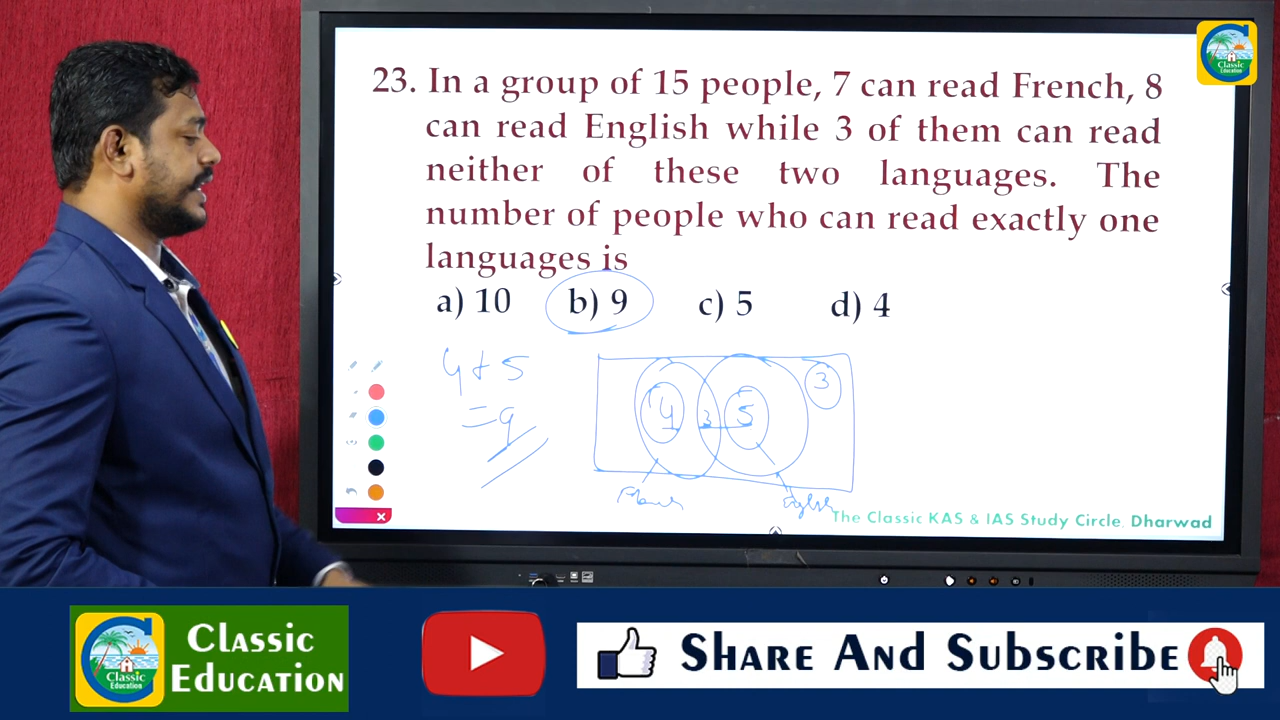 23. In a group of 15 people, 7 can read French, 8
can read English while 3 of them can read
neither of these two languages. The
number of people who can read exactly one
languages is
a) 10 b) 9 c) 5 d) 4
4 + 5
= 9
4 3 5 3
English
The Classic KAS & IAS Study Circle, Dharwad
Classic
Education
Classic
Education
Classic
Education
Share And Subscribe